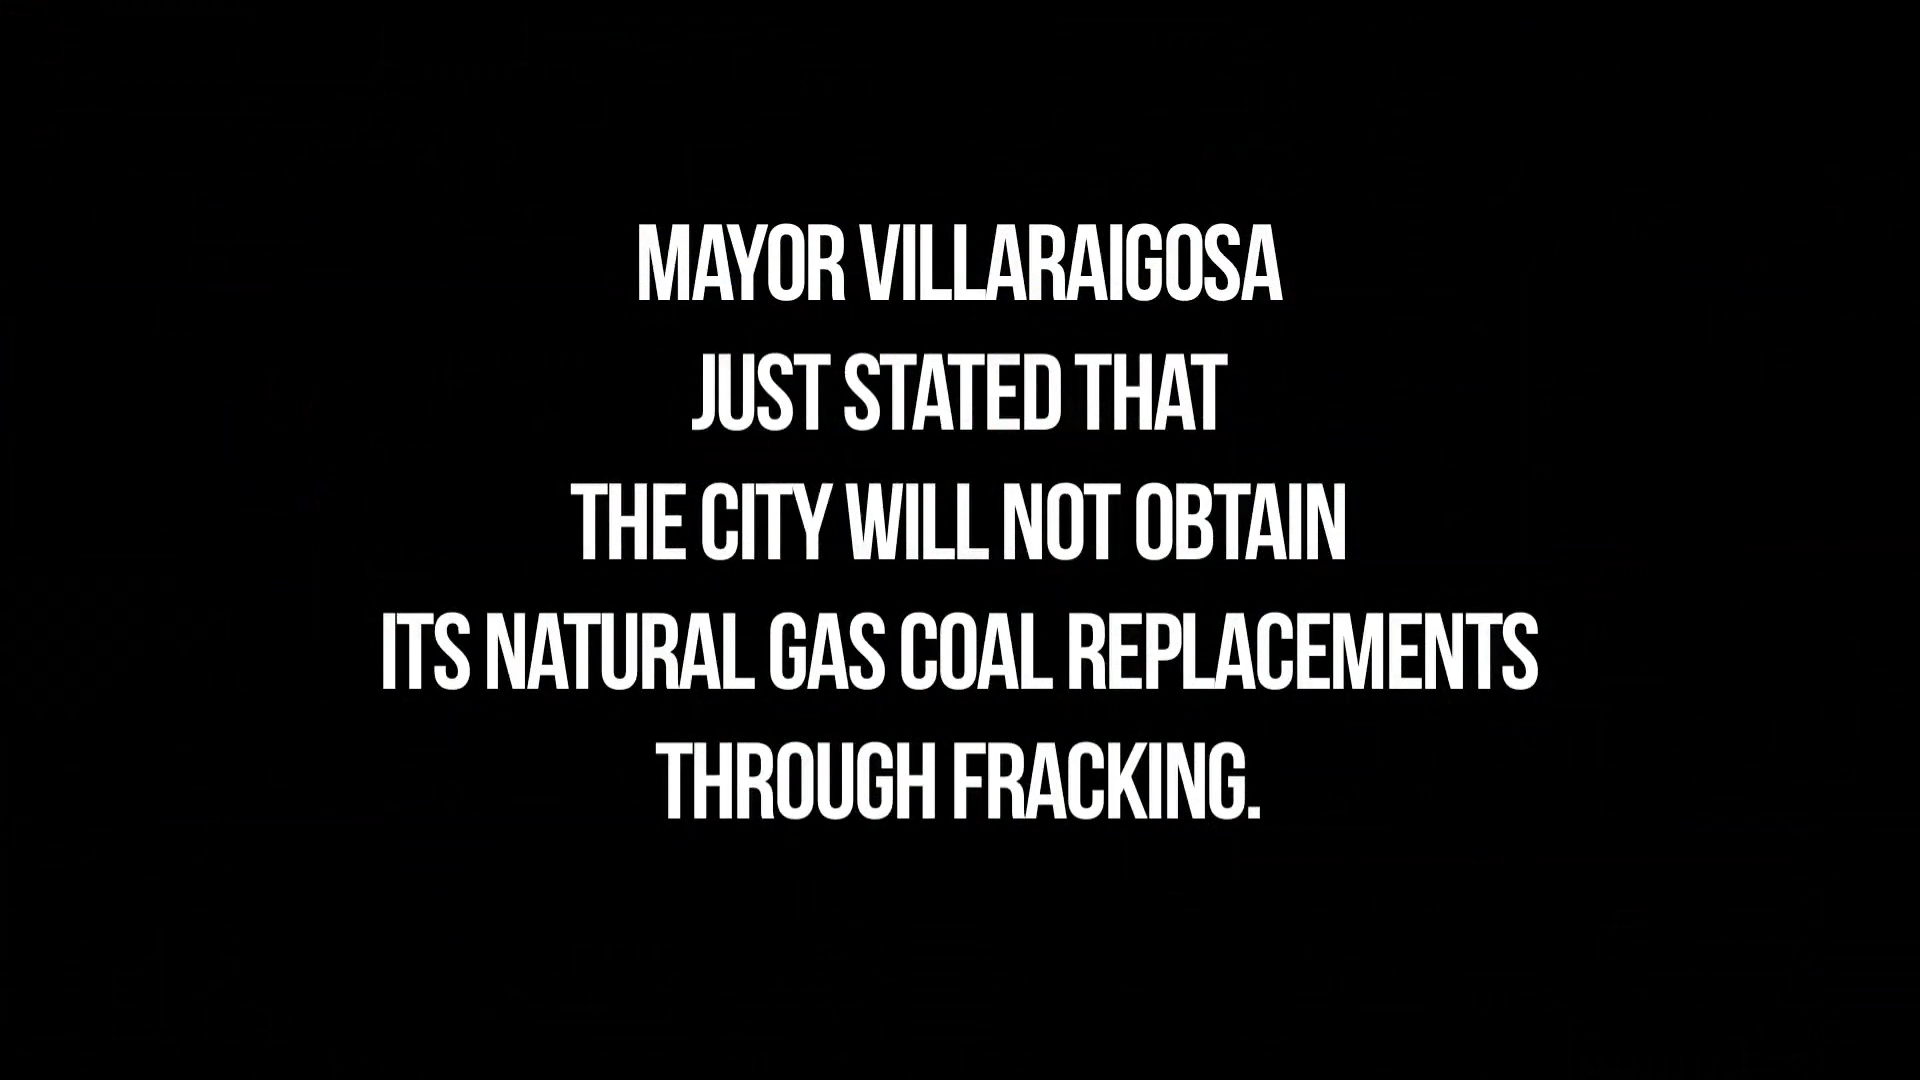 MAYOR VILLARAIGOSA
JUST STATED THAT
THE CITY WILL NOT OBTAIN
ITS NATURAL GAS COAL REPLACEMENTS
THROUGH FRACKING.